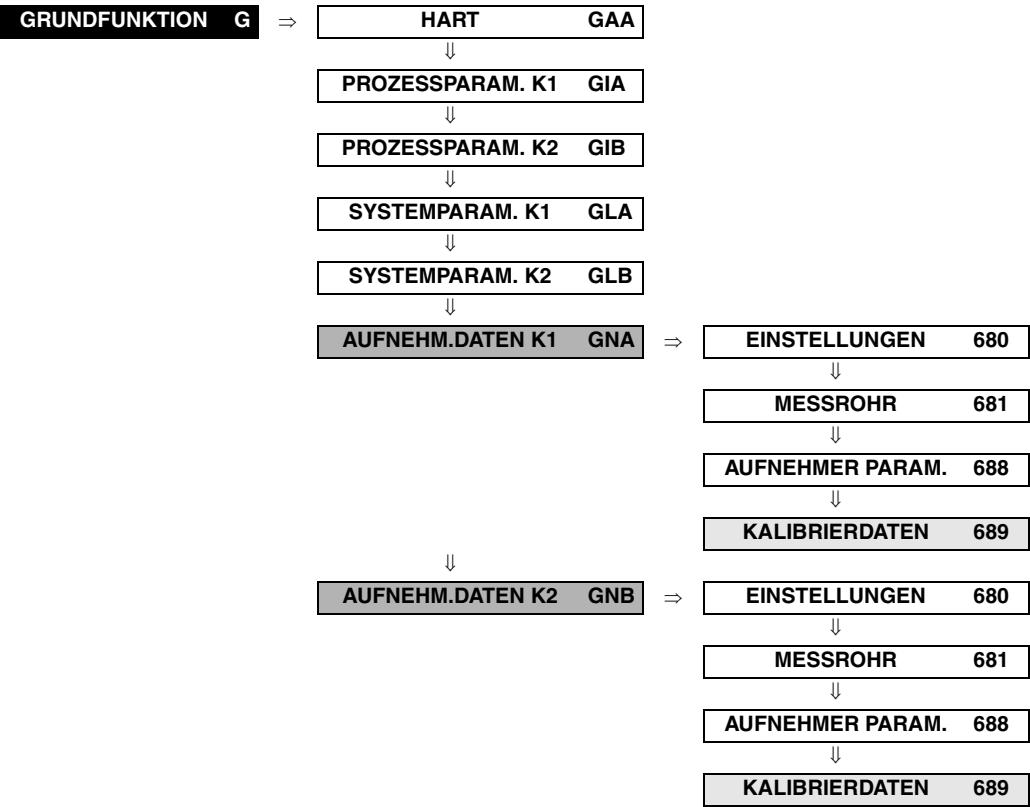 GRUNDFUNKTION G ⇒ HART GAA
⇓
PROZESSPARAM. K1 GIA
⇓
PROZESSPARAM. K2 GIB
⇓
SYSTEMPARAM. K1 GLA
⇓
SYSTEMPARAM. K2 GLB
⇓
AUFNEHM.DATEN K1 GNA ⇒ EINSTELLUNGEN 680
⇓
MESSROHR 681
⇓
AUFNEHMER PARAM. 688
⇓
KALIBRIERDATEN 689
⇓
AUFNEHM.DATEN K2 GNB ⇒ EINSTELLUNGEN 680
⇓
MESSROHR 681
⇓
AUFNEHMER PARAM. 688
⇓
KALIBRIERDATEN 689